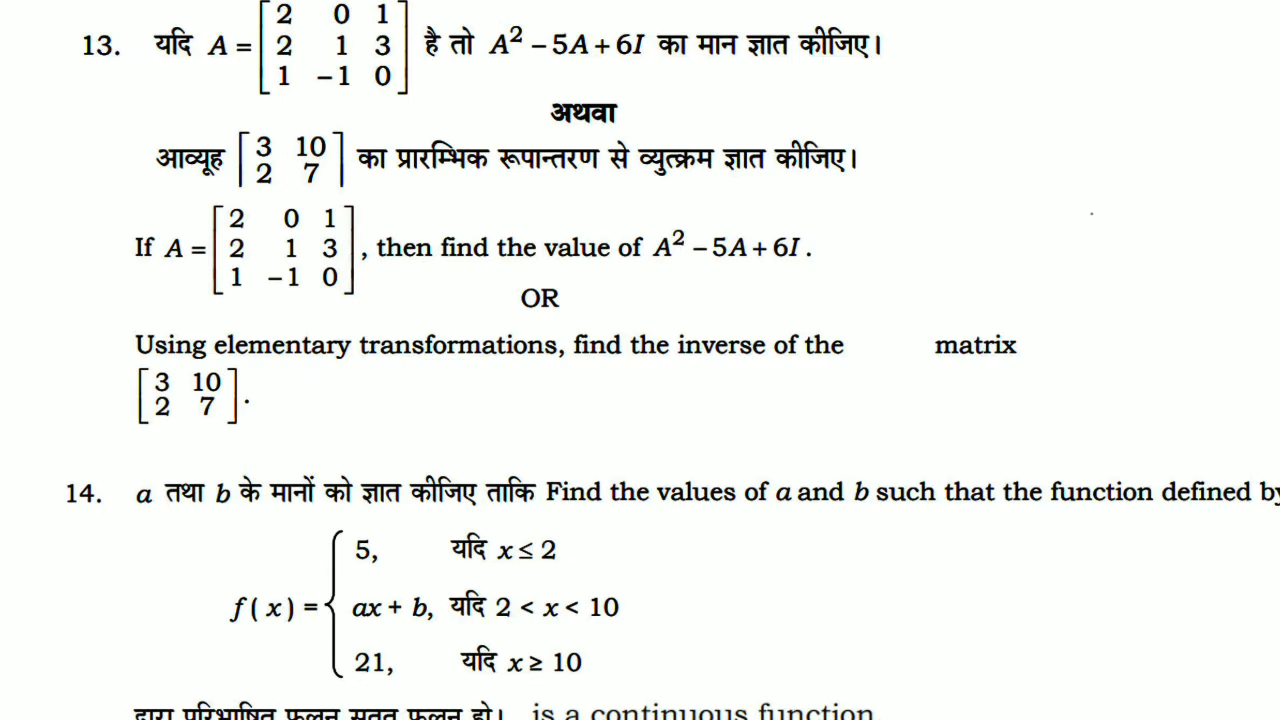 13. यदि A = [2 0 1; 2 1 3; 1 –1 0] है तो A² – 5A + 6I का मान ज्ञात कीजिए।
अथवा
आव्यूह [3 10; 2 7] का प्रारम्भिक रूपान्तरण से व्युत्क्रम ज्ञात कीजिए।
If A = [2 0 1; 2 1 3; 1 –1 0], then find the value of A² – 5A + 6I.
OR
Using elementary transformations, find the inverse of the matrix
[3 10; 2 7].
14. a तथा b के मानों को ज्ञात कीजिए ताकि Find the values of a and b such that the function defined by
5, यदि x ≤ 2
f(x) = { ax + b, यदि 2 < x < 10
21, यदि x ≥ 10
द्वारा परिभाषित फलन सतत फलन हो। is a continuous function